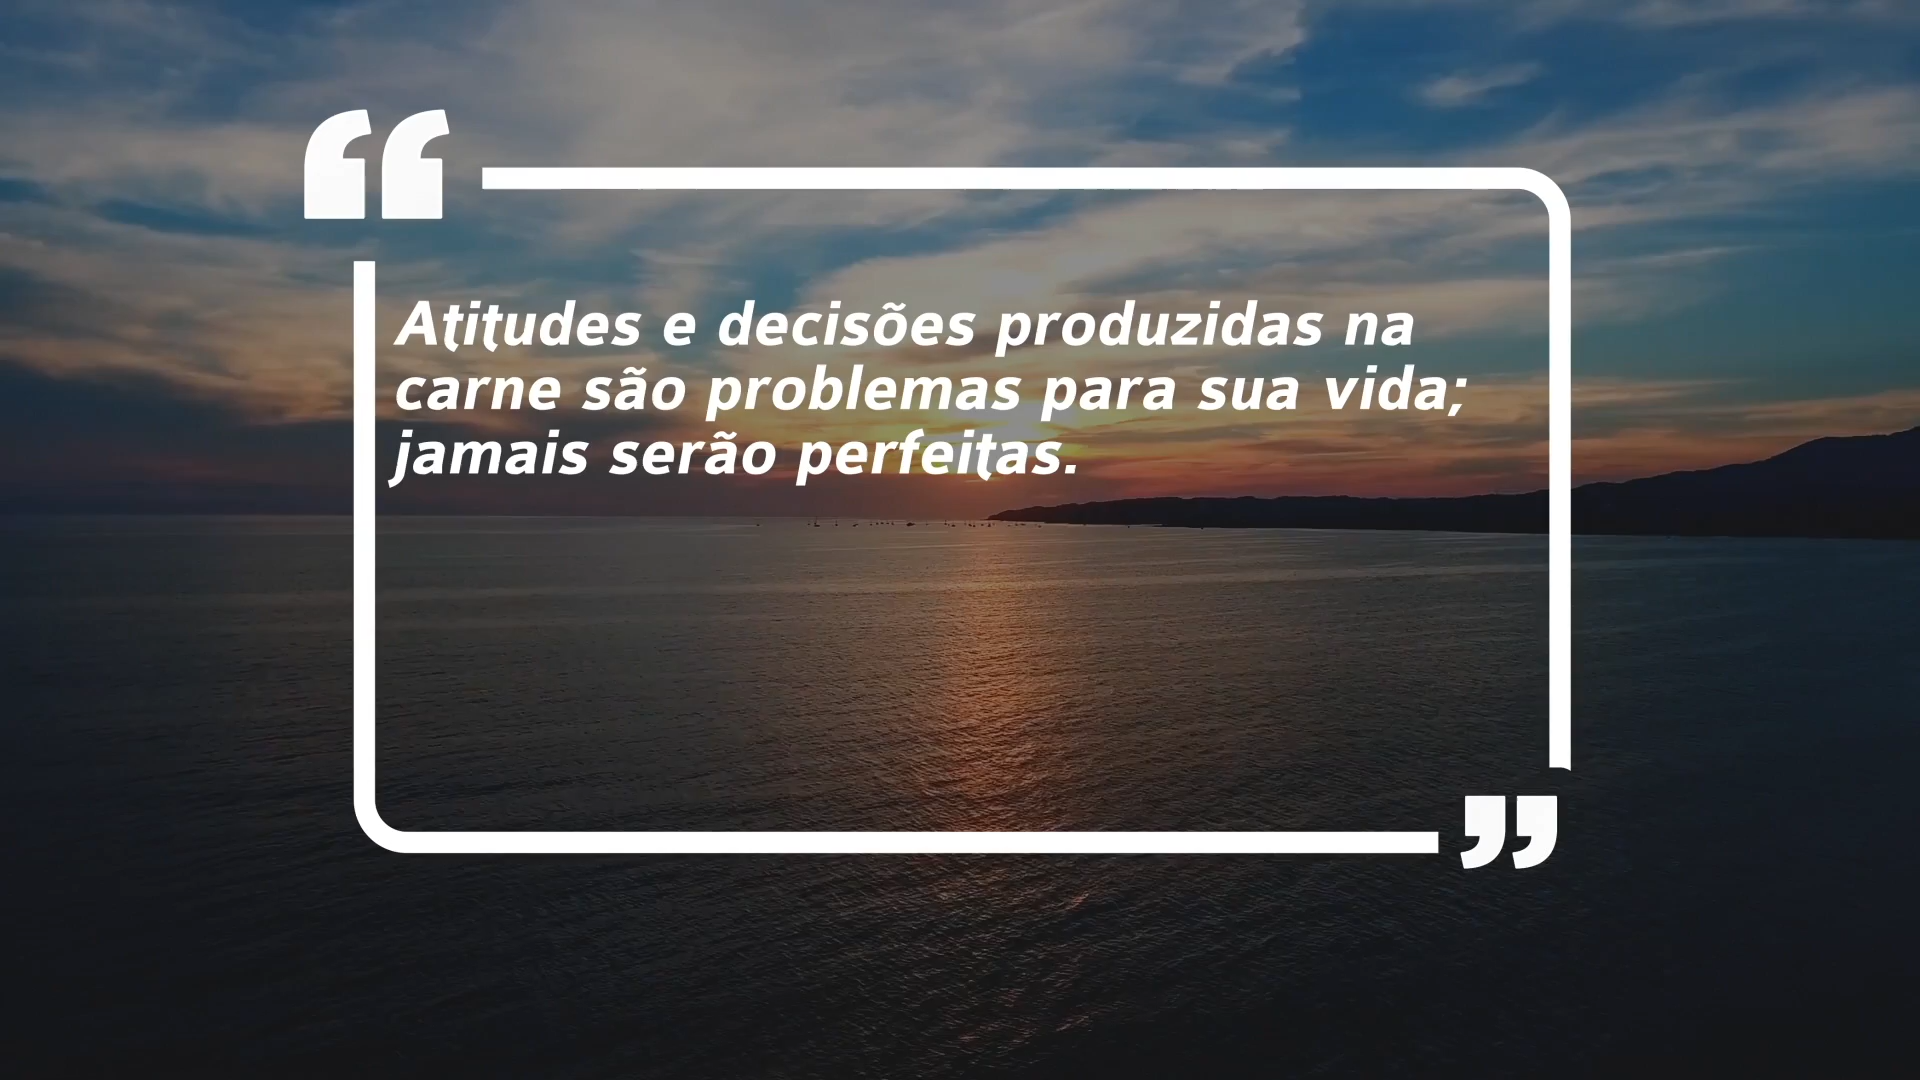 Atitudes e decisões produzidas na
carne são problemas para sua vida;
jamais serão perfeitas.